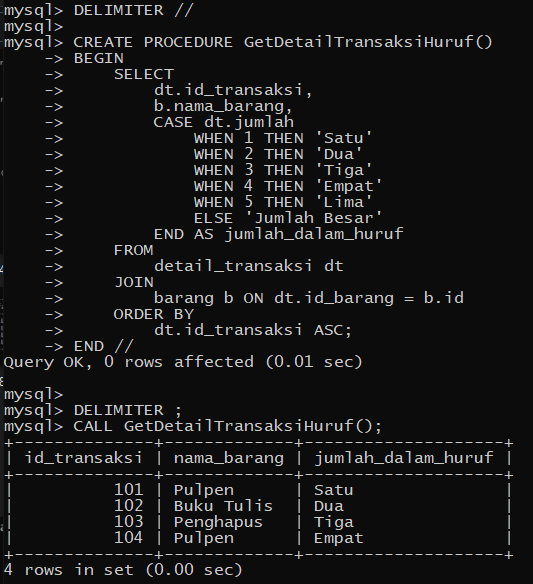 mysql> DELIMITER //
mysql>
mysql> CREATE PROCEDURE GetDetailTransaksiHuruf()
    -> BEGIN
    ->     SELECT
    ->         dt.id_transaksi,
    ->         b.nama_barang,
    ->         CASE dt.jumlah
    ->             WHEN 1 THEN 'Satu'
    ->             WHEN 2 THEN 'Dua'
    ->             WHEN 3 THEN 'Tiga'
    ->             WHEN 4 THEN 'Empat'
    ->             WHEN 5 THEN 'Lima'
    ->             ELSE 'Jumlah Besar'
    ->         END AS jumlah_dalam_huruf
    ->     FROM
    ->         detail_transaksi dt
    ->     JOIN
    ->         barang b ON dt.id_barang = b.id
    ->     ORDER BY
    ->         dt.id_transaksi ASC;
    -> END //
Query OK, 0 rows affected (0.01 sec)
mysql>
mysql> DELIMITER ;
mysql> CALL GetDetailTransaksiHuruf();
+--------------+-------------+--------------------+
| id_transaksi | nama_barang | jumlah_dalam_huruf |
+--------------+-------------+--------------------+
|          101 | Pulpen      | Satu               |
|          102 | Buku Tulis  | Dua                |
|          103 | Penghapus   | Tiga               |
|          104 | Pulpen      | Empat              |
+--------------+-------------+--------------------+
4 rows in set (0.00 sec)